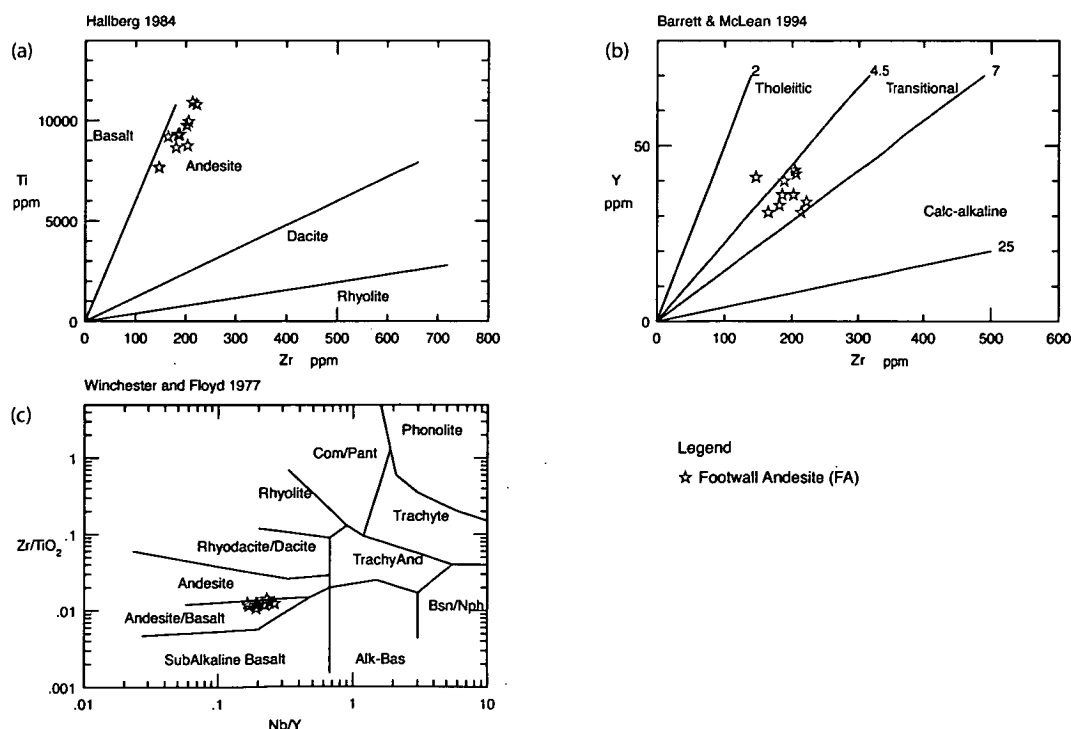 Hallberg 1984
(a)
10000
5000
0
Ti
ppm
Basalt
Andesite
Dacite
Rhyolite
0 100 200 300 400 500 600 700 800
Zr ppm
Barrett & McLean 1994
(b)
50
0
Y
ppm
2
4.5
7
25
Tholeiitic
Transitional
Calc-alkaline
0 100 200 300 400 500 600
Zr ppm
Winchester and Floyd 1977
(c)
1
.1
.01
.001
Zr/TiO2
Phonolite
Com/Pant
Rhyolite
Trachyte
Rhyodacite/Dacite
TrachyAnd
Andesite
Andesite/Basalt
Bsn/Nph
SubAlkaline Basalt
Alk-Bas
.01 .1 1 10
Nb/Y
Legend
Footwall Andesite (FA)